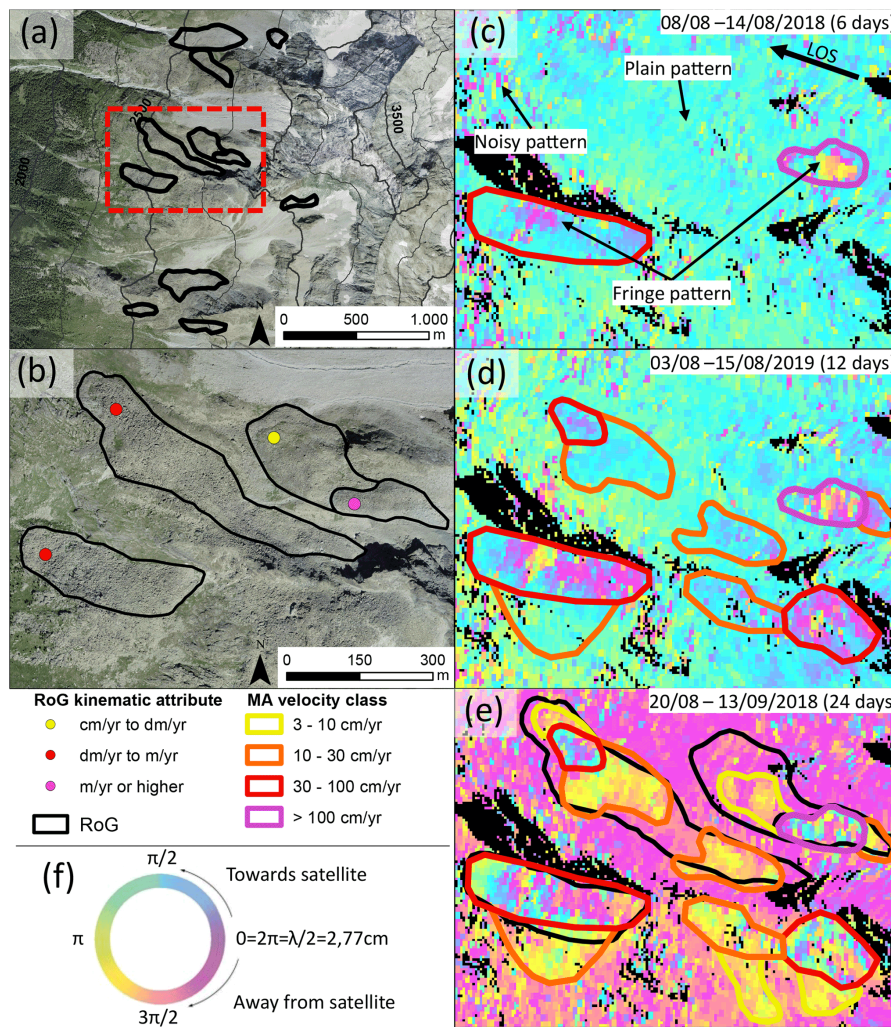 (a)
2500
3500
2000
N
0 500 1.000
m
(b)
N
0 150 300
m
(c)
08/08 –14/08/2018 (6 days)
LOS
Plain pattern
Noisy pattern
Fringe pattern
(d)
03/08 –15/08/2019 (12 days)
(e)
20/08 – 13/09/2018 (24 days
RoG kinematic attribute
cm/yr to dm/yr
dm/yr to m/yr
m/yr or higher
RoG
MA velocity class
3 - 10 cm/yr
10 - 30 cm/yr
30 - 100 cm/yr
> 100 cm/yr
(f)
π/2
Towards satellite
π
0=2π=λ/2=2,77cm
Away from satellite
3π/2